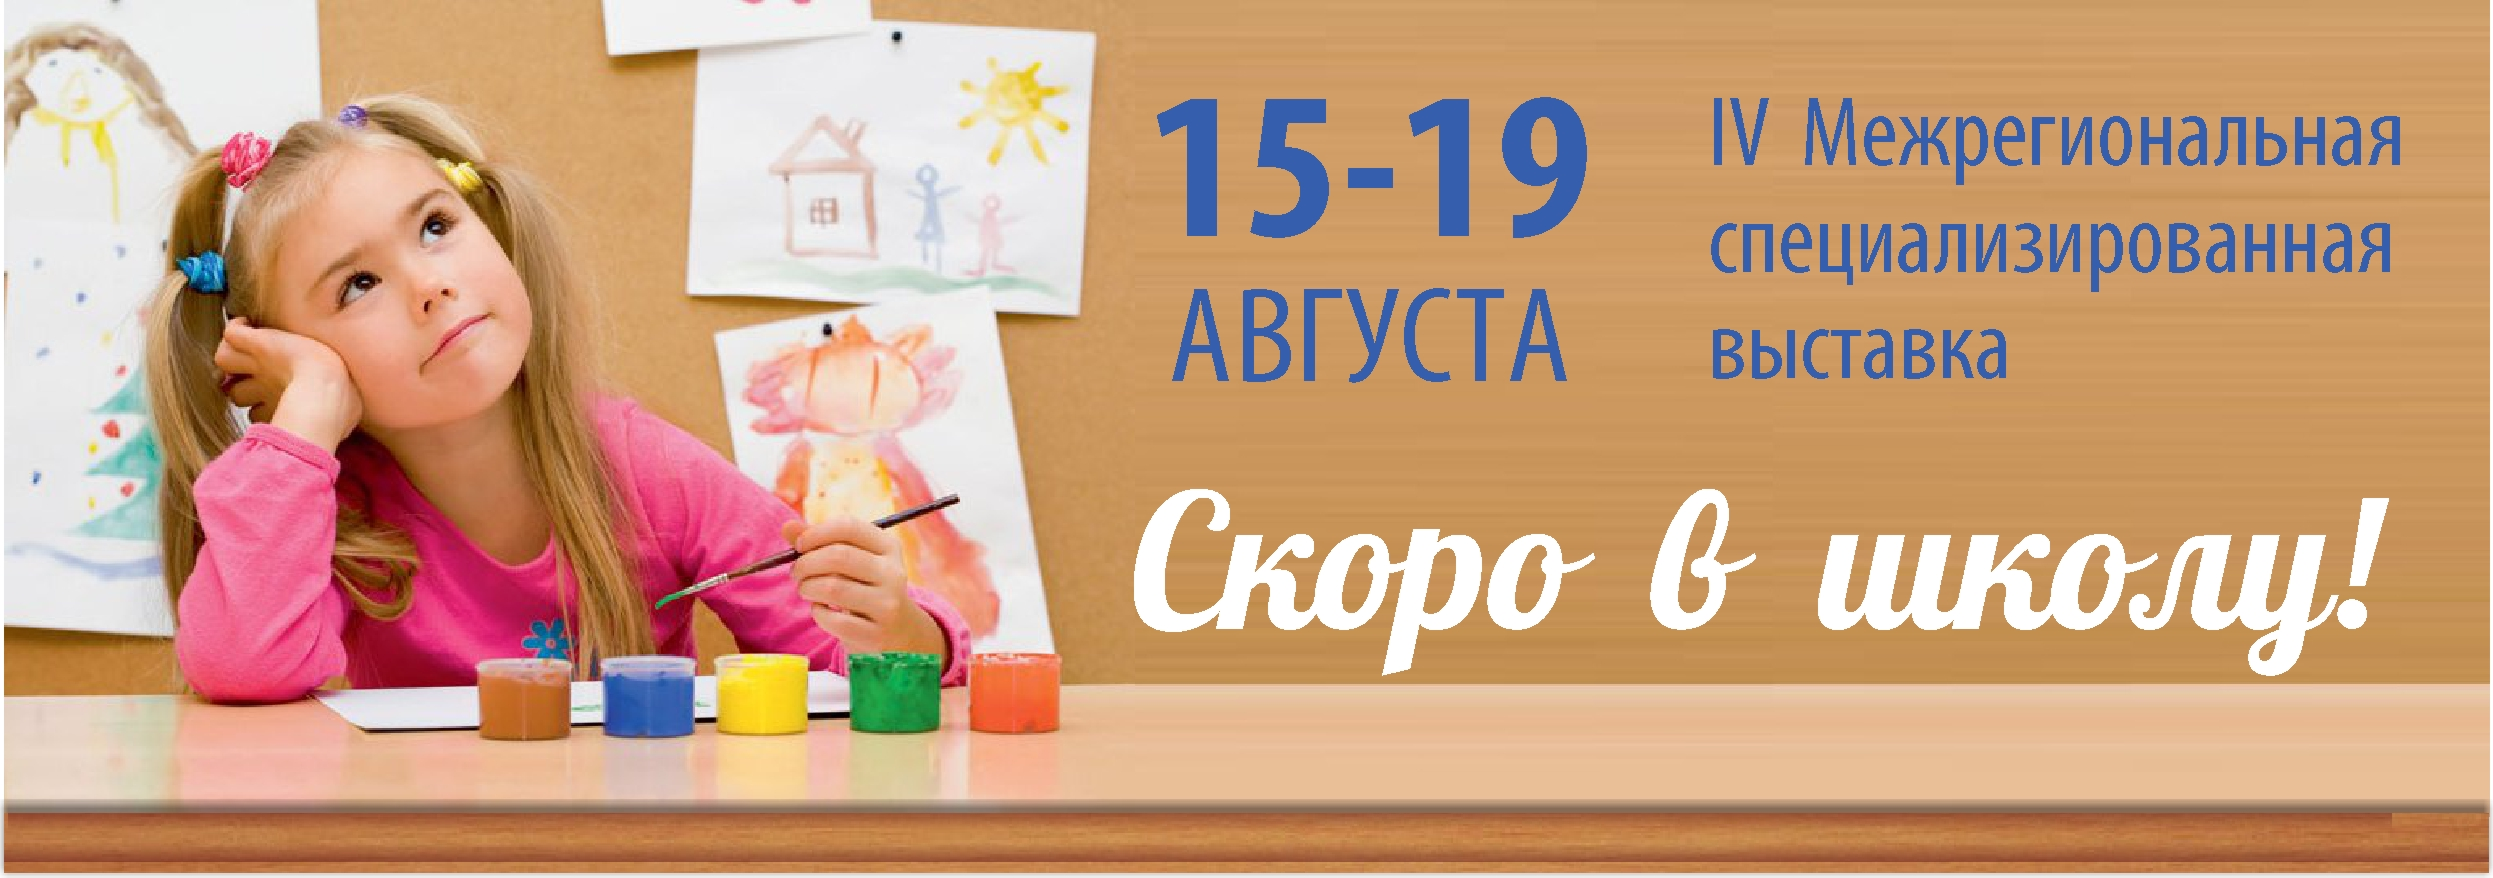 15-19
АВГУСТА
IV Межрегиональная
специализированная
выставка
Скоро в школу!